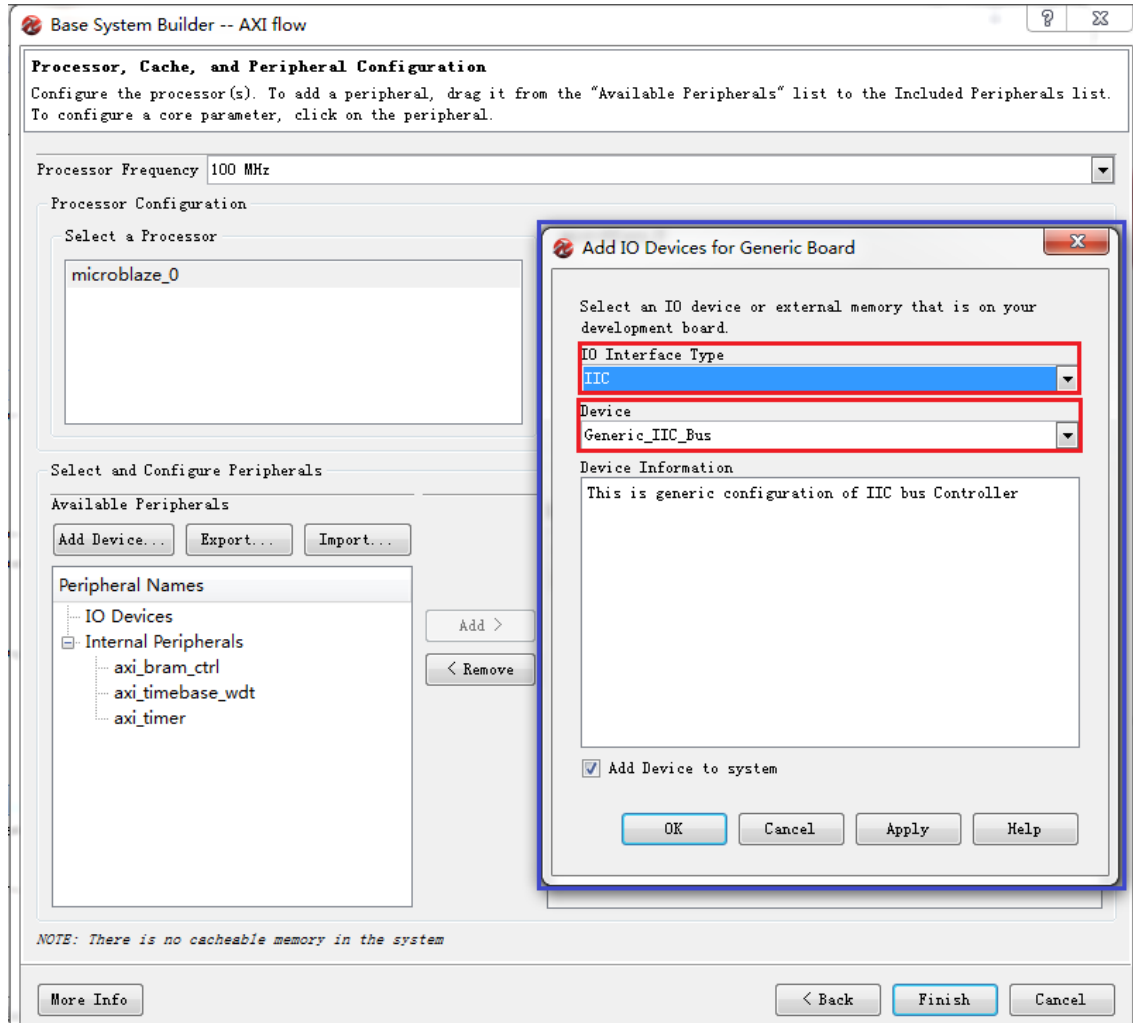 Base System Builder -- AXI flow
Processor, Cache, and Peripheral Configuration
Configure the processor(s). To add a peripheral, drag it from the "Available Peripherals" list to the Included Peripherals list.
To configure a core parameter, click on the peripheral.
Processor Frequency 100 MHz
Processor Configuration
Select a Processor
microblaze_0
Select and Configure Peripherals
Available Peripherals
Add Device... Export... Import...
Peripheral Names
IO Devices
Internal Peripherals
axi_bram_ctrl
axi_timebase_wdt
axi_timer
Add >
< Remove
Add IO Devices for Generic Board
Select an IO device or external memory that is on your
development board.
IO Interface Type
IIC
Device
Generic_IIC_Bus
Device Information
This is generic configuration of IIC bus Controller
Add Device to system
OK Cancel Apply Help
NOTE: There is no cacheable memory in the system
More Info < Back Finish Cancel